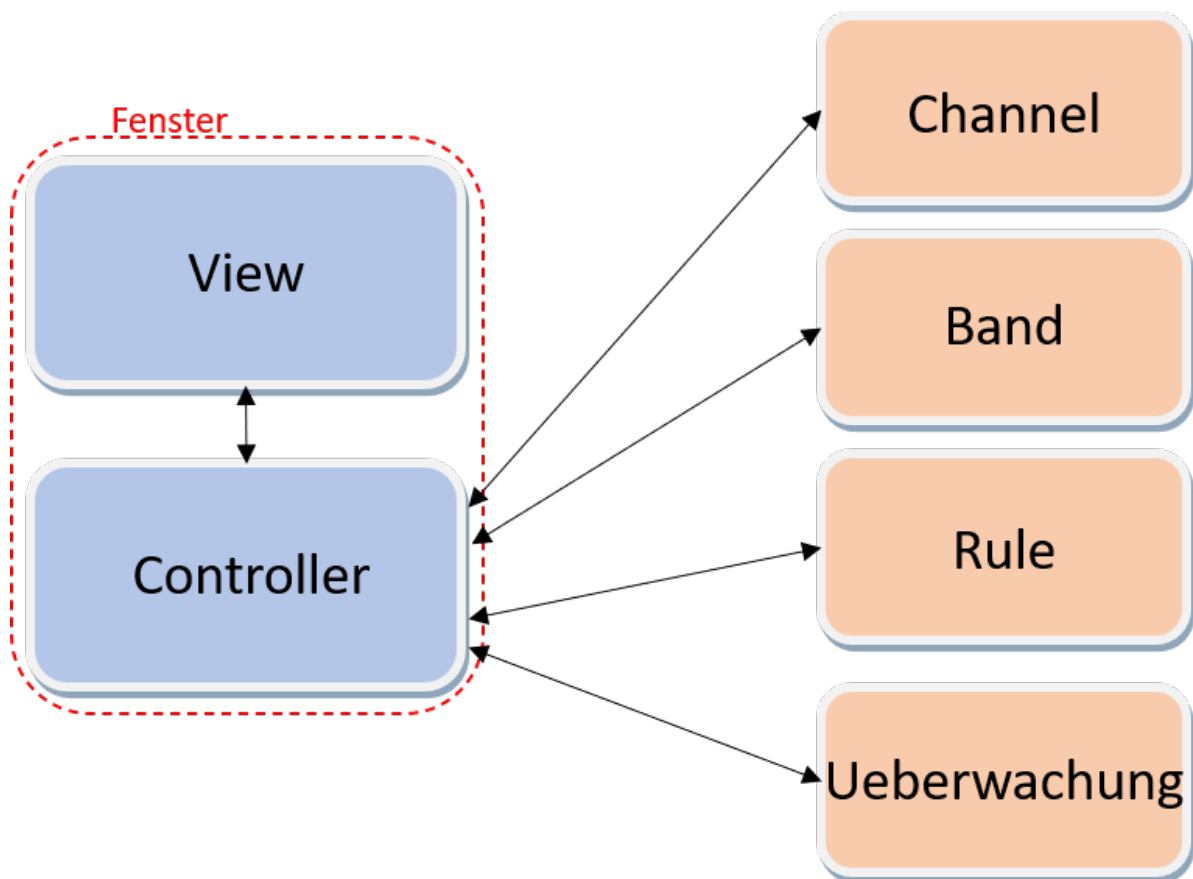 Fenster
View
Controller
Channel
Band
Rule
Ueberwachung